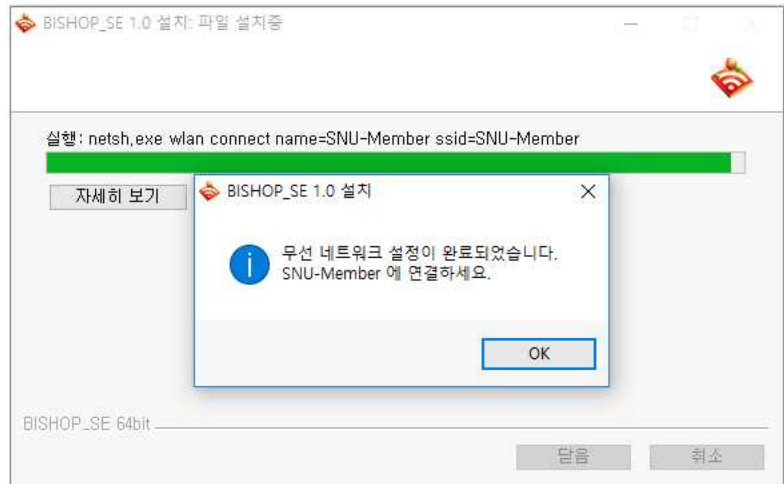 BISHOP_SE 1.0 설치: 파일 설치중
실행: netsh,exe wlan connect name=SNU-Member ssid=SNU-Member
자세히 보기
BISHOP_SE 1.0 설치
무선 네트워크 설정이 완료되었습니다.
SNU-Member 에 연결하세요.
OK
BISHOP_SE 64bit
닫음
취소